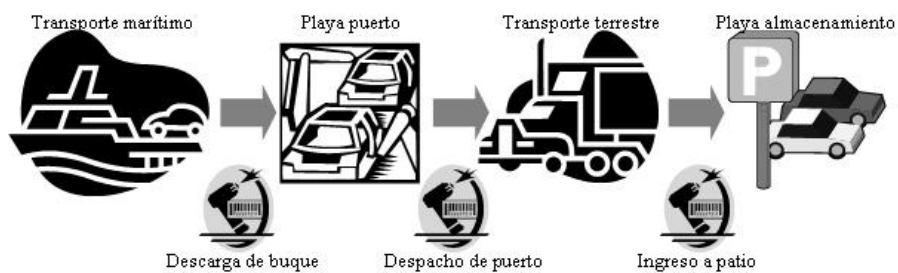 Transporte marítimo
Playa puerto
Transporte terrestre
Playa almacenamiento
P
Descarga de buque
Despacho de puerto
Ingreso a patio